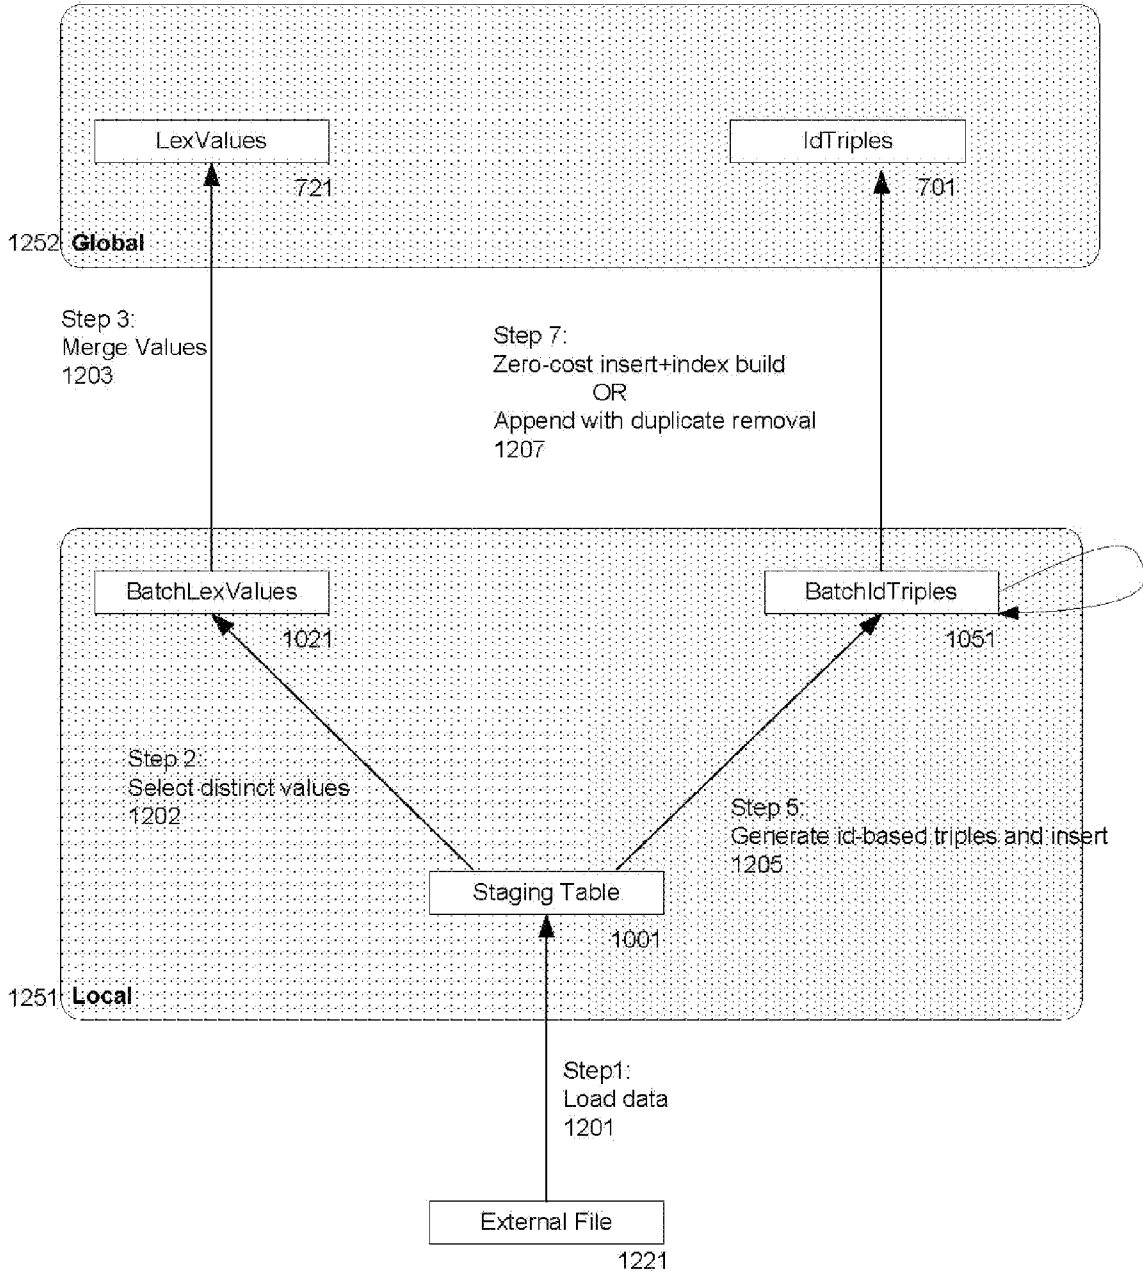 LexValues
IdTriples
721
701
1252 Global
Step 3:
Merge Values
1203
Step 7:
Zero-cost insert+index build
OR
Append with duplicate removal
1207
BatchLexValues
BatchIdTriples
1021
1051
Step 2:
Select distinct values
1202
Step 5:
Generate id-based triples and insert
1205
Staging Table
1001
1251 Local
Step1:
Load data
1201
External File
1221